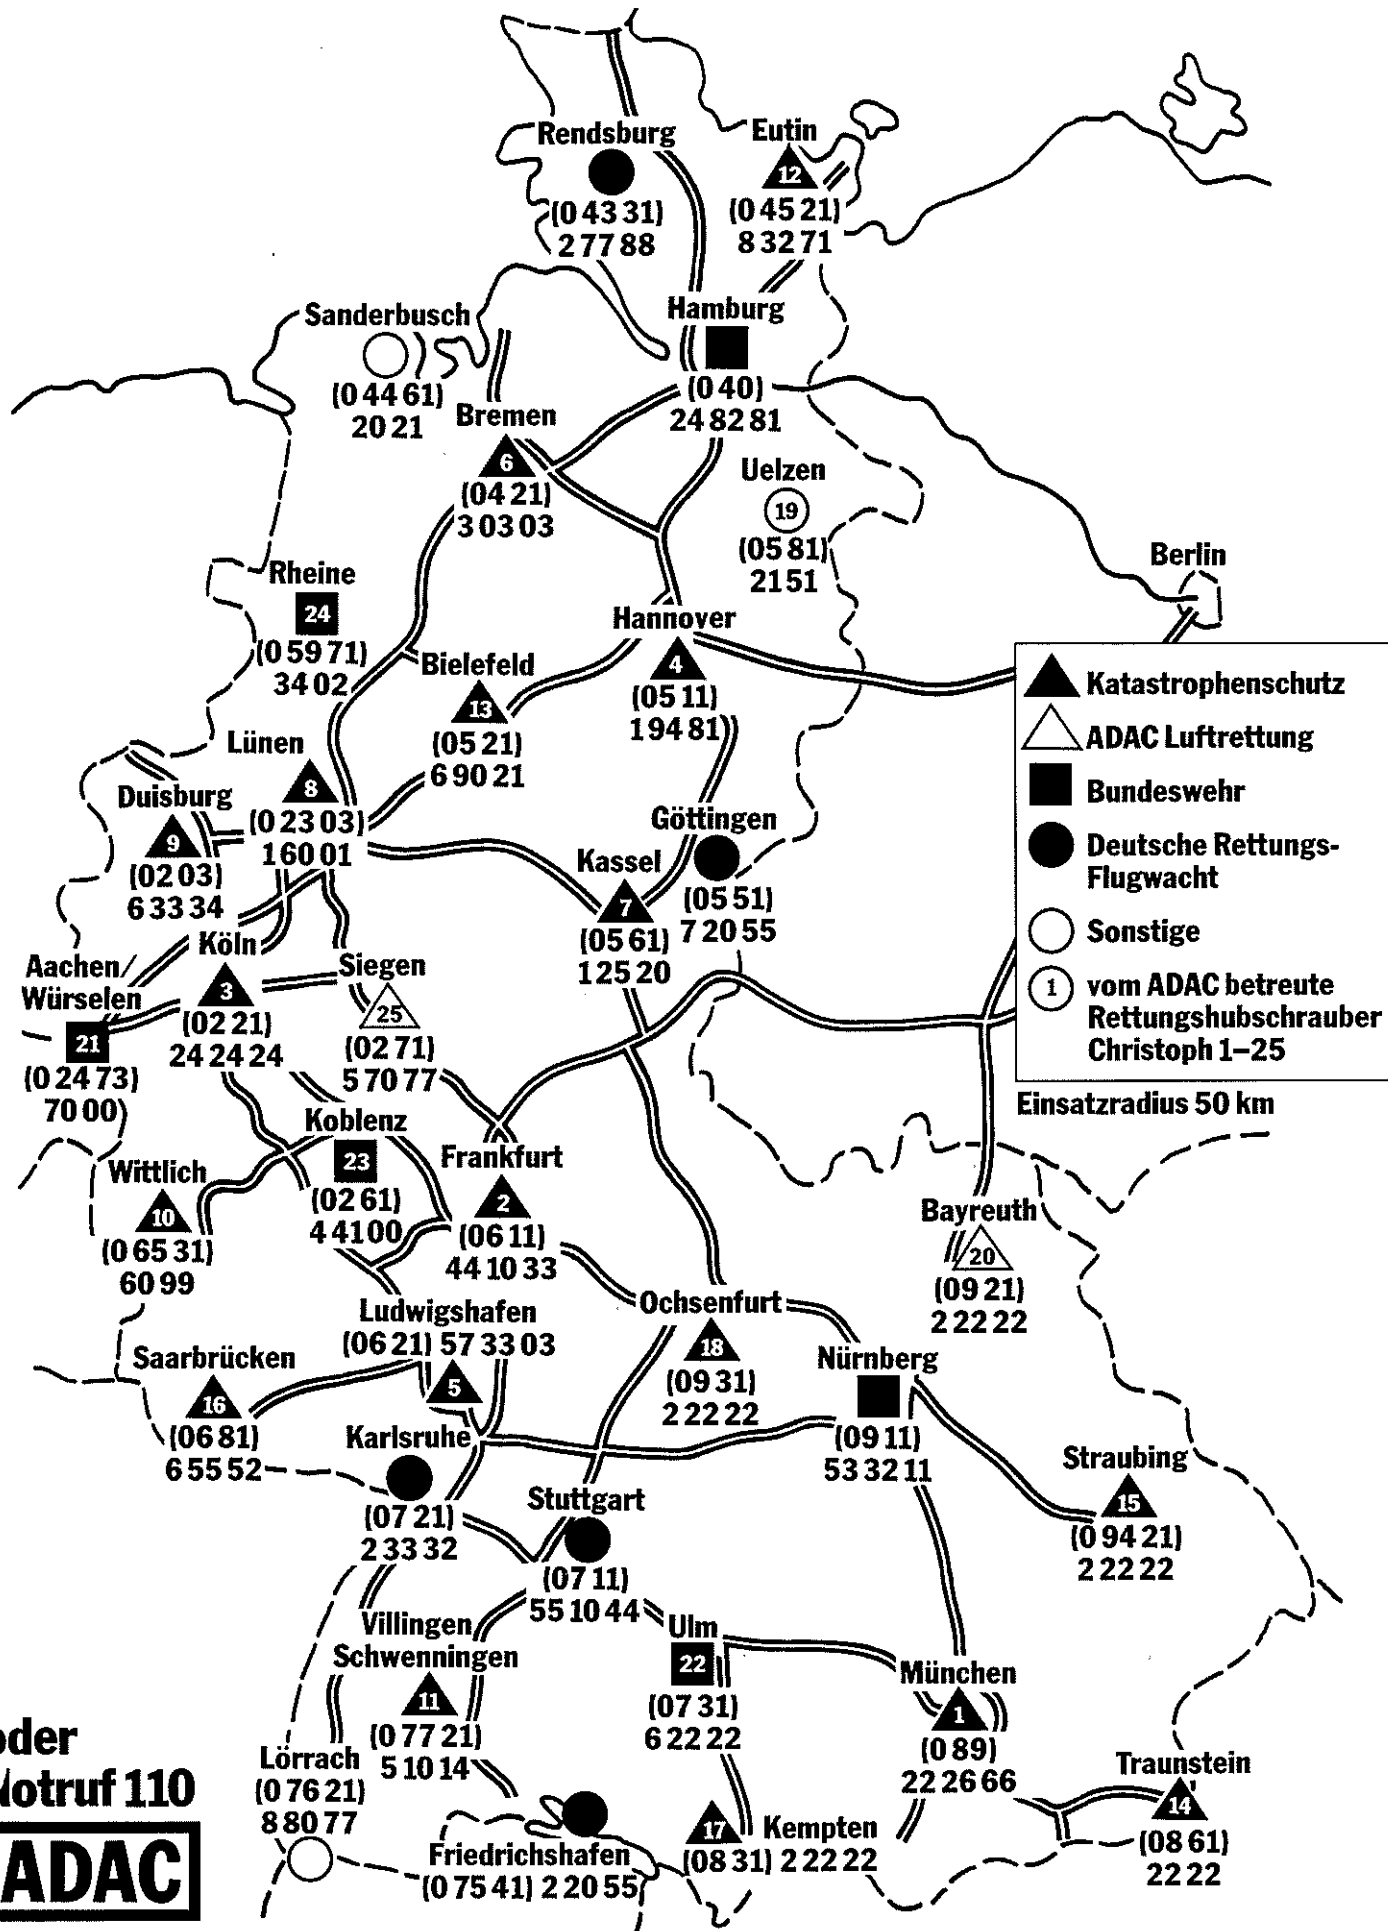 Rendsburg
(0 43 31)
2 77 88
Eutin
12
(0 45 21)
8 32 71
Sanderbusch
(0 44 61)
20 21
Hamburg
(0 40)
24 82 81
Bremen
6
(04 21)
3 03 03
Uelzen
19
(05 81)
21 51
Berlin
Rheine
24
(0 59 71)
34 02
Hannover
4
(05 11)
1 94 81
Bielefeld
13
(05 21)
6 90 21
Lünen
8
(0 23 03)
1 60 01
Duisburg
9
(02 03)
6 33 34
Göttingen
(05 51)
7 20 55
Kassel
7
(05 61)
1 25 20
Köln
3
(02 21)
24 24 24
Aachen/
Würselen
21
(0 24 73)
70 00
Siegen
25
(02 71)
5 70 77
Katastrophenschutz
ADAC Luftrettung
Bundeswehr
Deutsche Rettungs-
Flugwacht
Sonstige
1
vom ADAC betreute
Rettungshubschrauber
Christoph 1–25
Einsatzradius 50 km
Koblenz
23
(02 61)
4 41 00
Frankfurt
2
(06 11)
44 10 33
Wittlich
10
(0 65 31)
60 99
Bayreuth
20
(09 21)
2 22 22
Ludwigshafen
(06 21) 57 33 03
5
Ochsenfurt
18
(09 31)
2 22 22
Saarbrücken
16
(06 81)
6 55 52
Nürnberg
(09 11)
53 32 11
Karlsruhe
(07 21)
2 33 32
Straubing
15
(0 94 21)
2 22 22
Stuttgart
(07 11)
55 10 44
Villingen
Schwenningen
11
(0 77 21)
5 10 14
Ulm
22
(07 31)
6 22 22
München
1
(0 89)
22 26 66
Lörrach
(0 76 21)
8 80 77
Traunstein
14
(08 61)
22 22
Friedrichshafen
(0 75 41) 2 20 55
17
Kempten
(08 31) 2 22 22
oder
Notruf 110
ADAC